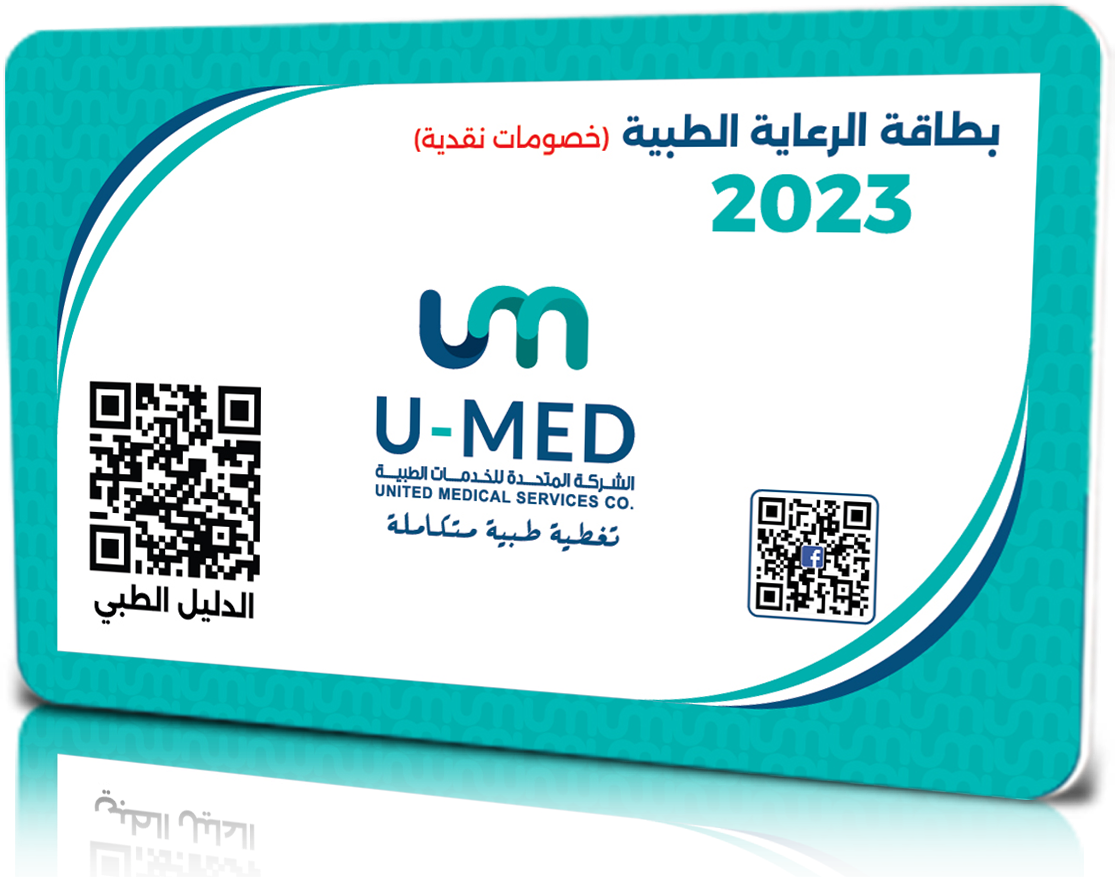 بطاقة الرعاية الطبية (خصومات نقدية)
2023
um
U-MED
الشركة المتحدة للخدمات الطبية
UNITED MEDICAL SERVICES CO.
تغطية طبية متكاملة
الدليل الطبي